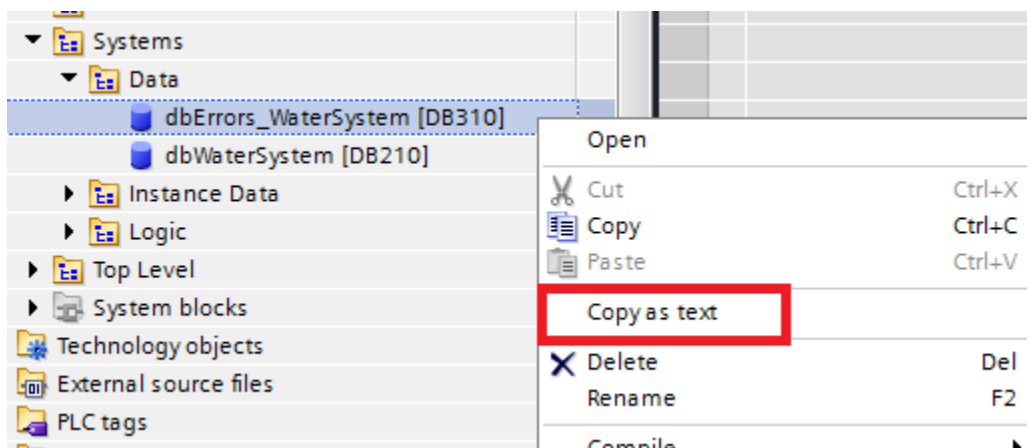 Systems
Data
dbErrors_WaterSystem [DB310]
dbWaterSystem [DB210]
Instance Data
Logic
Top Level
System blocks
Technology objects
External source files
PLC tags
Open
Cut Ctrl+X
Copy Ctrl+C
Paste Ctrl+V
Copy as text
Delete Del
Rename F2
Compile